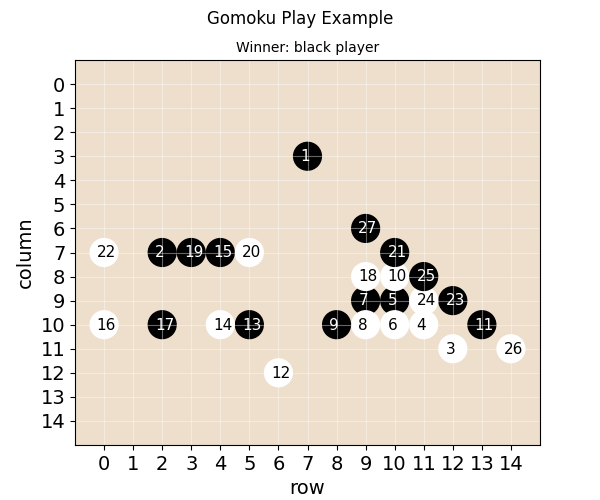 Gomoku Play Example
Winner: black player
0
1
2
3 1
4
5
6 27
7 22 2 19 15 20 21
8 18 10 25
9 7 5 24 23
10 16 17 14 13 9 8 6 4 11
11 3 26
12 12
13
14
0 1 2 3 4 5 6 7 8 9 10 11 12 13 14
row
column